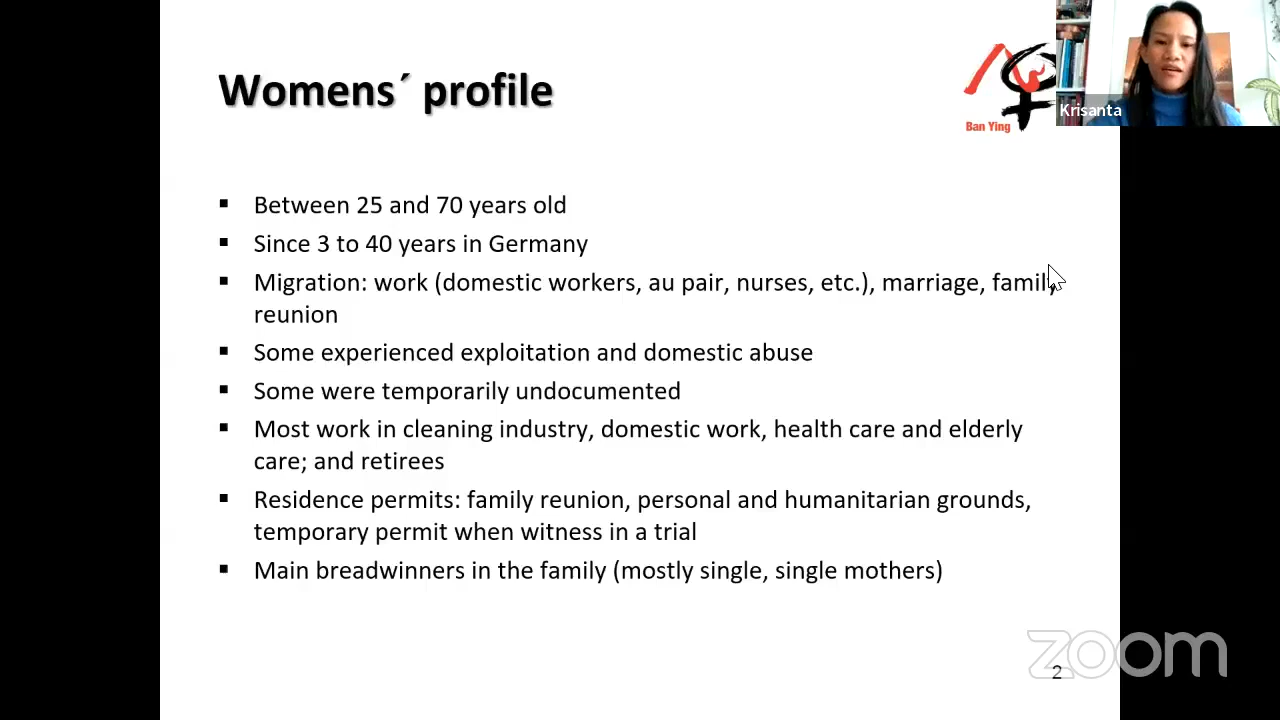 Womens´ profile
Ban Ying
Krisanta
▪ Between 25 and 70 years old
▪ Since 3 to 40 years in Germany
▪ Migration: work (domestic workers, au pair, nurses, etc.), marriage, family
reunion
▪ Some experienced exploitation and domestic abuse
▪ Some were temporarily undocumented
▪ Most work in cleaning industry, domestic work, health care and elderly
care; and retirees
▪ Residence permits: family reunion, personal and humanitarian grounds,
temporary permit when witness in a trial
▪ Main breadwinners in the family (mostly single, single mothers)
zoom
2